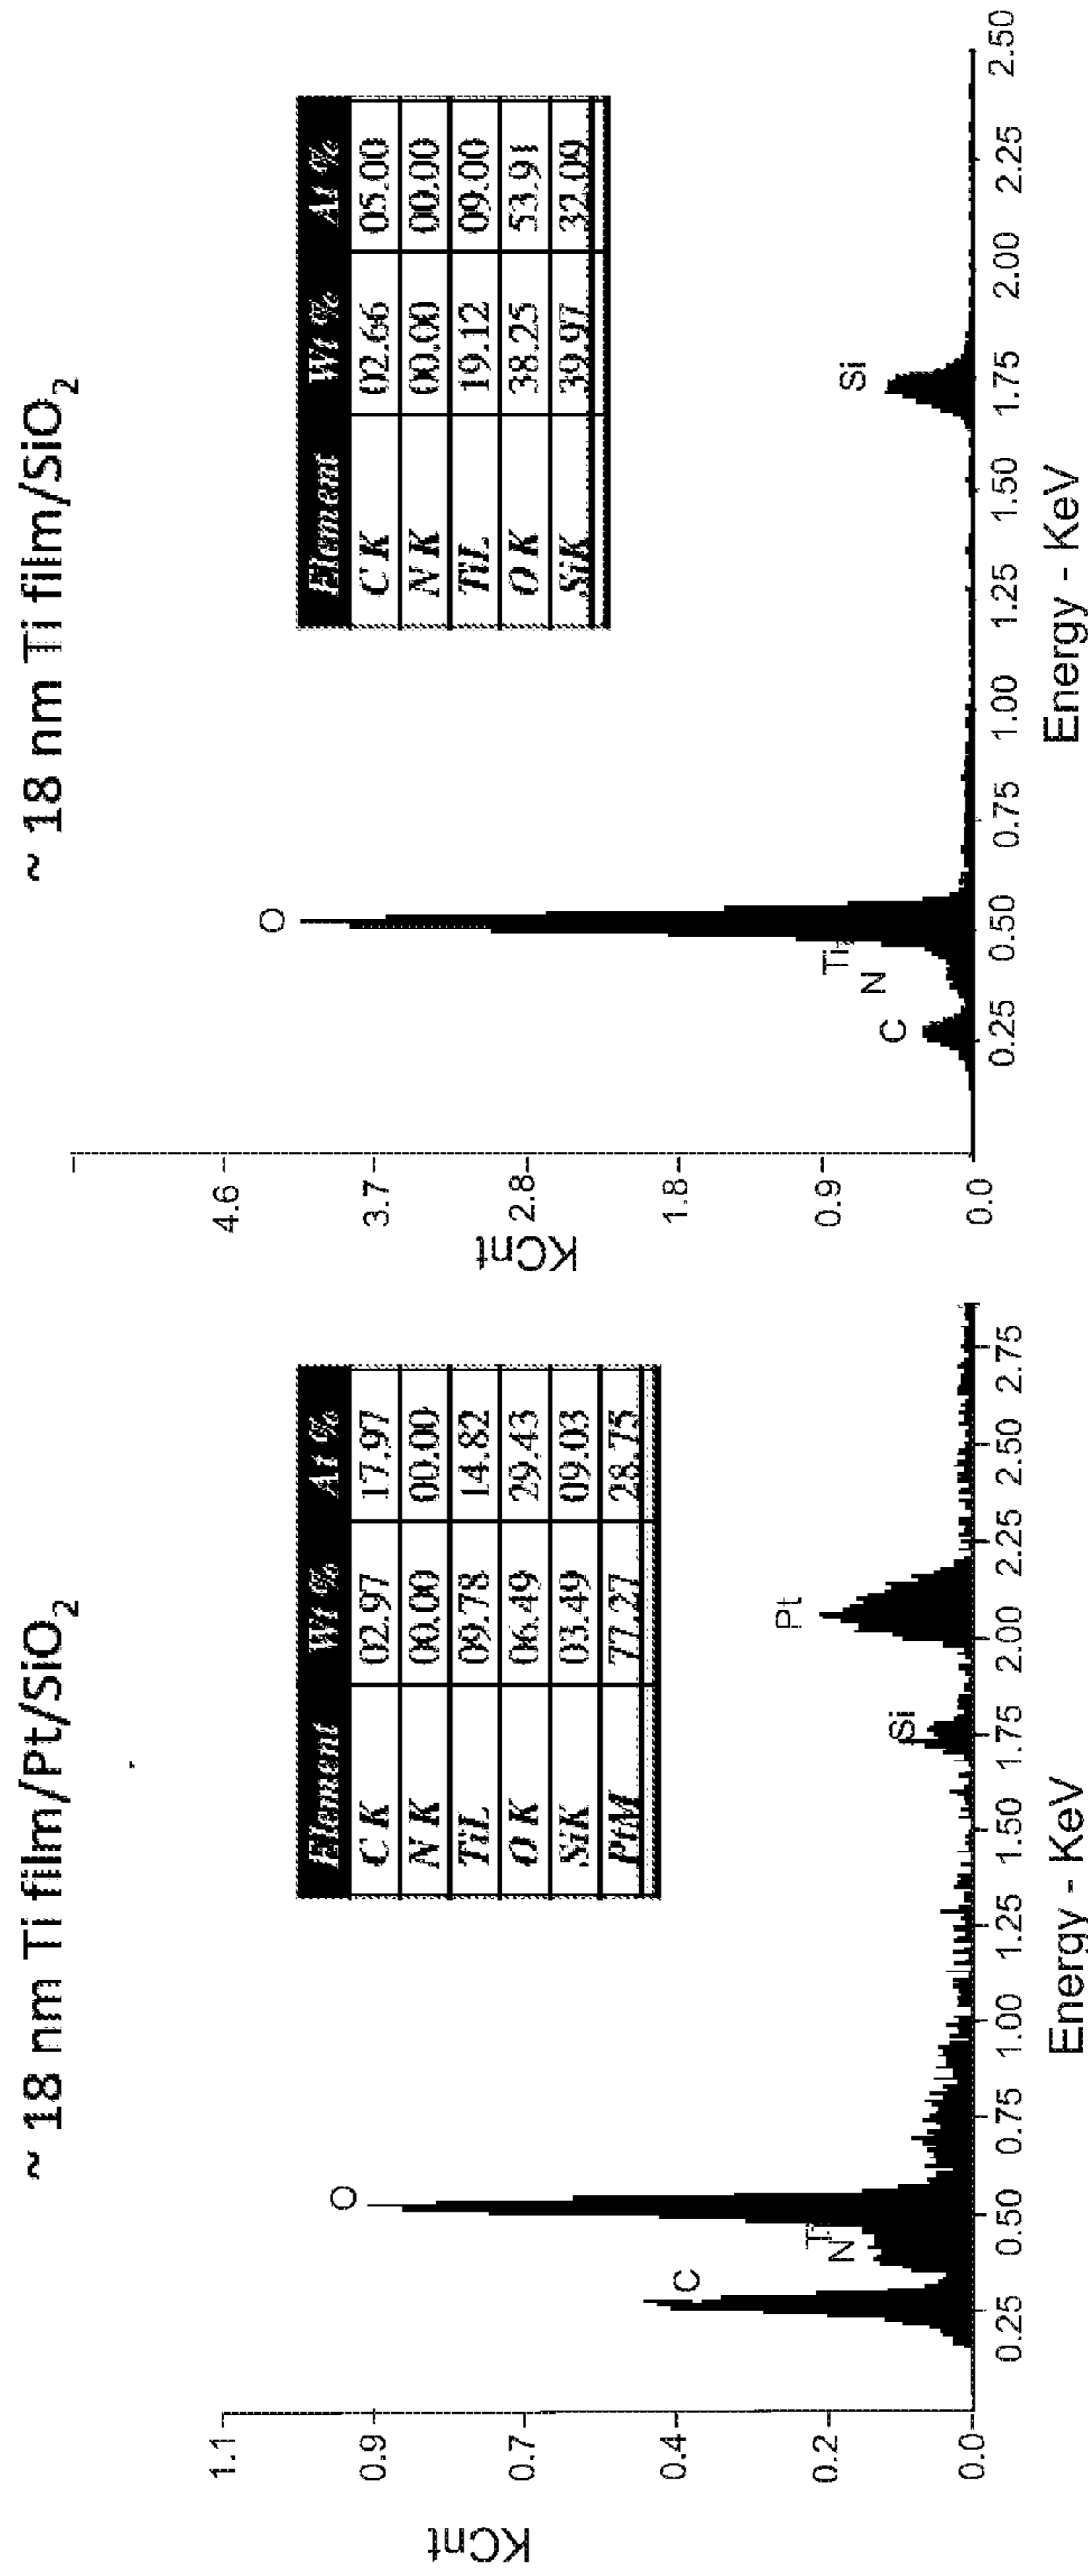 ~ 18 nm Ti film/Pt/SiO2
KCnt
1.1
0.9
0.7
0.4
0.2
0.0
O
C
Ti
N
Si
Pt
Element Wt % At %
C K 02.97 17.97
N K 00.00 00.00
TiL 09.78 14.82
O K 06.49 29.43
SiK 03.49 09.03
PtM 77.27 28.75
0.25 0.50 0.75 1.00 1.25 1.50 1.75 2.00 2.25 2.50 2.75
Energy - KeV
~ 18 nm Ti film/SiO2
KCnt
4.6
3.7
2.8
1.8
0.9
0.0
O
Ti
N
C
Si
Element Wt % At %
C K 02.66 05.00
N K 00.00 00.00
TiL 19.12 09.00
O K 38.25 53.91
SiK 39.97 32.09
0.25 0.50 0.75 1.00 1.25 1.50 1.75 2.00 2.25 2.50
Energy - KeV